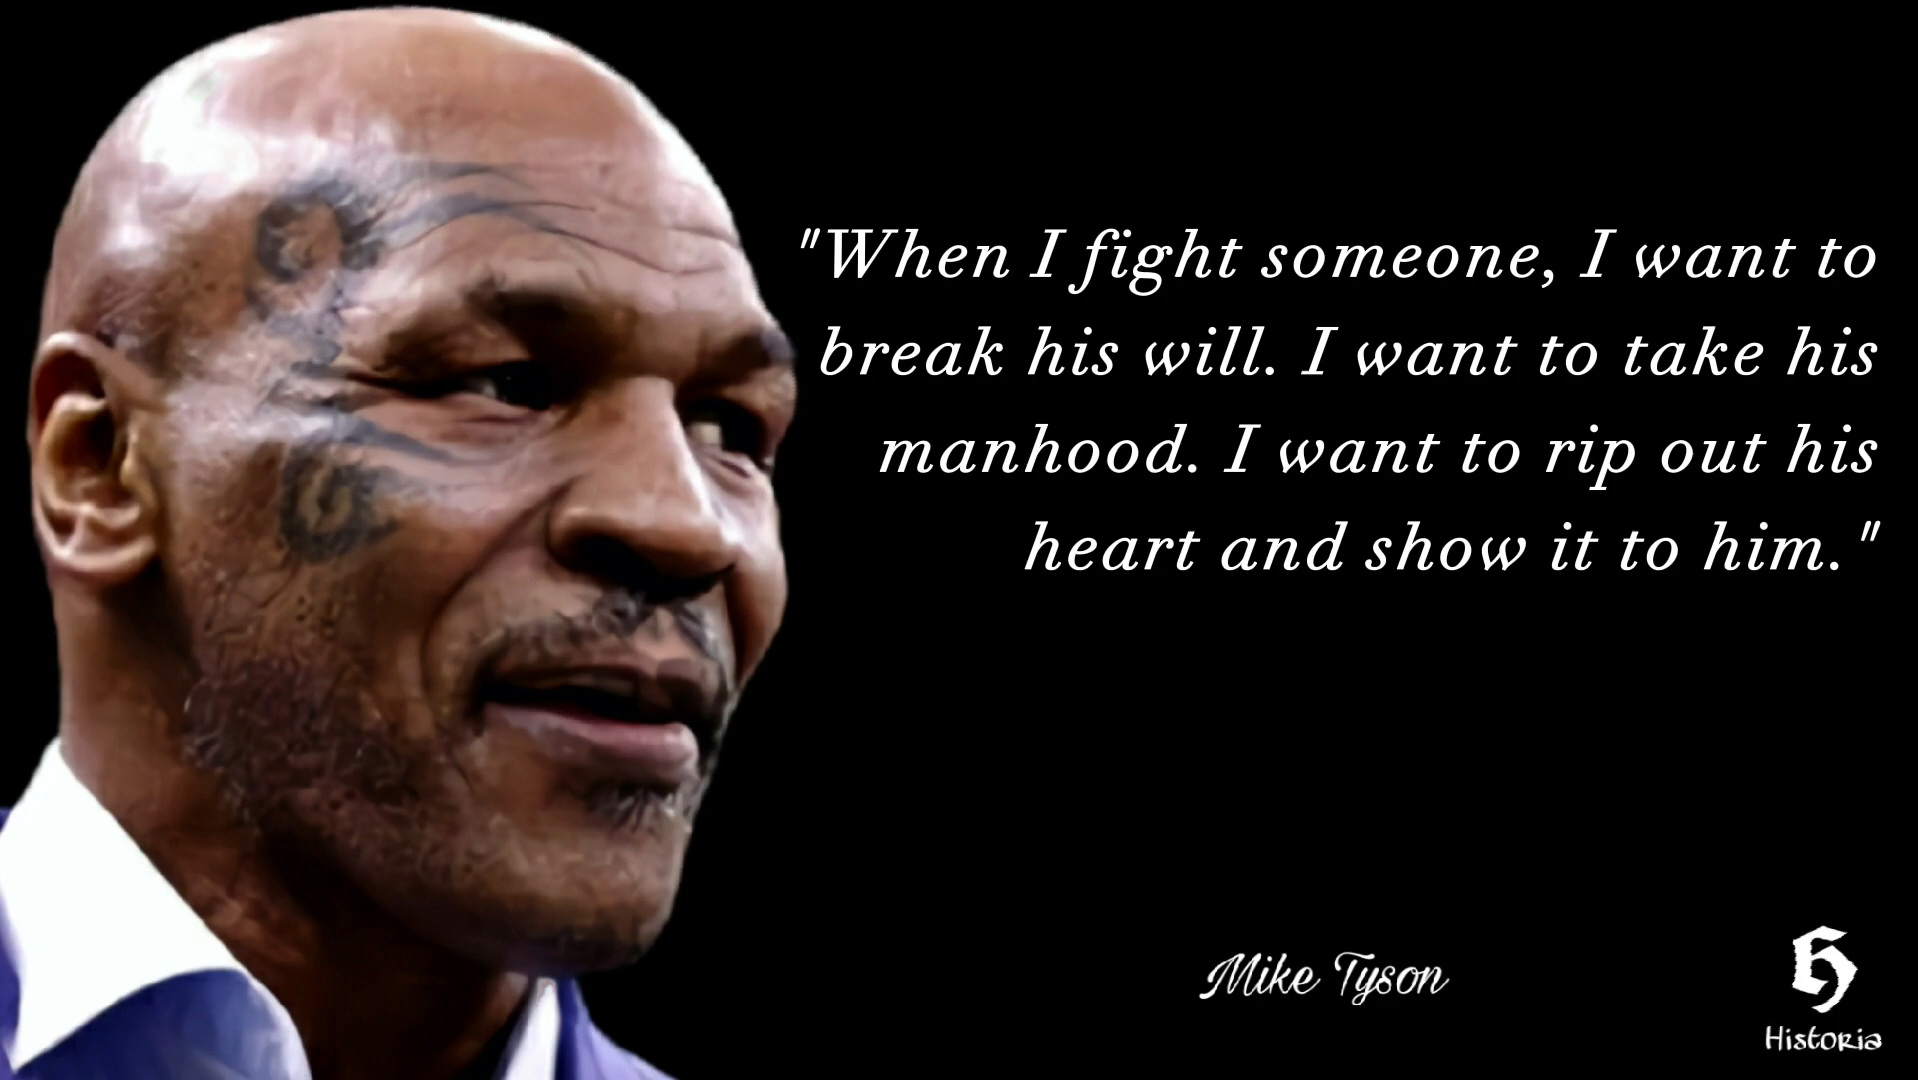 "When I fight someone, I want to
break his will. I want to take his
manhood. I want to rip out his
heart and show it to him."
Mike Tyson
Historia